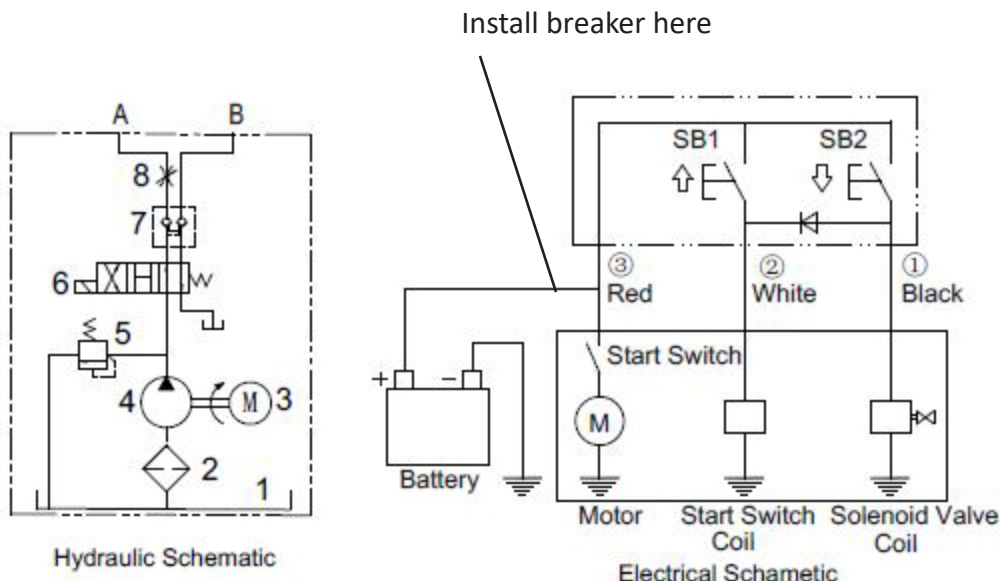 Install breaker here
A B
8
7
6
5
4
M
3
2
1
Hydraulic Schematic
SB1 SB2
③ ② ①
Red White Black
Start Switch
+ −
M
Battery
Motor Start Switch Solenoid Valve
Coil Coil
Electrical Schametic